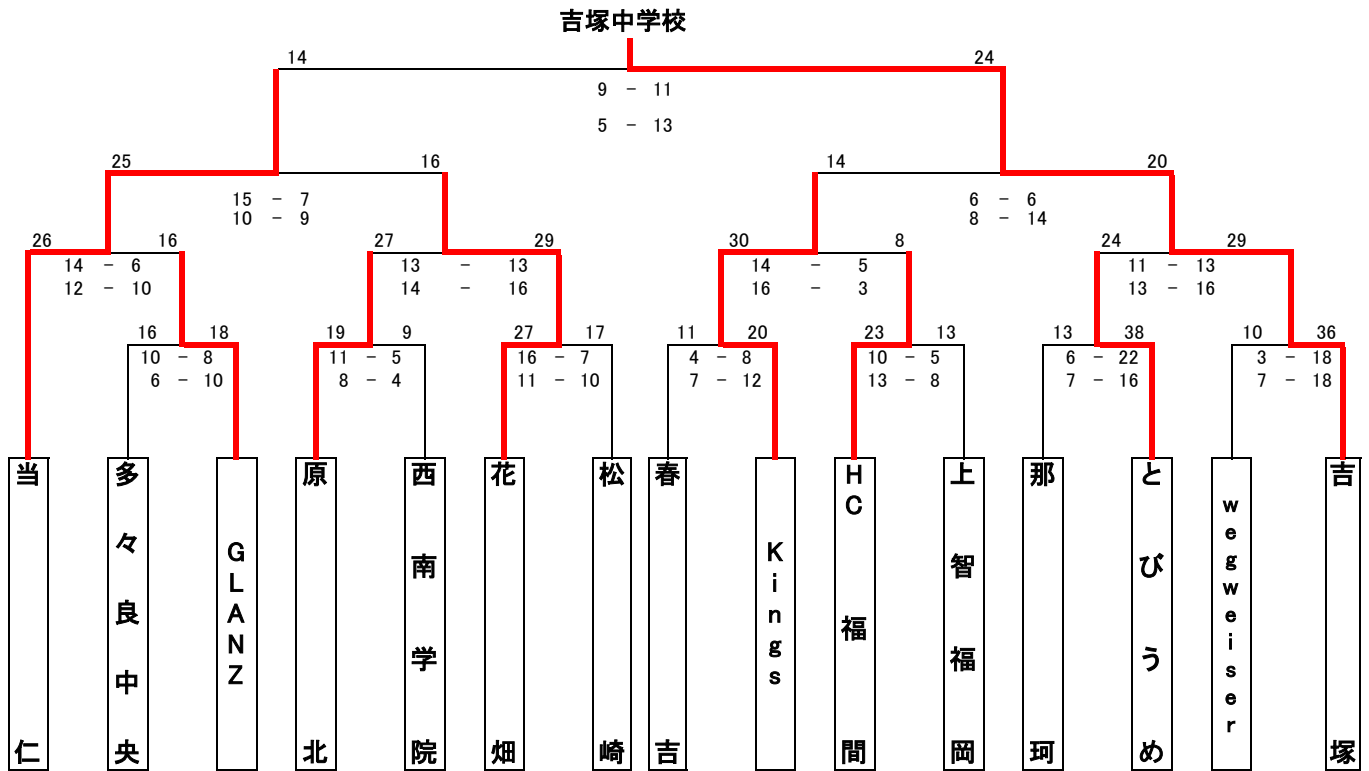 吉塚中学校
14 24
9 - 11
5 - 13
25 16 14 20
15 - 7 6 - 6
10 - 9 8 - 14
26 16 27 29 30 8 24 29
14 - 6 13 - 13 14 - 5 11 - 13
12 - 10 14 - 16 16 - 3 13 - 16
16 18 19 9 27 17 11 20 23 13 13 38 10 36
10 - 8 11 - 5 16 - 7 4 - 8 10 - 5 6 - 22 3 - 18
6 - 10 8 - 4 11 - 10 7 - 12 13 - 8 7 - 16 7 - 18
当仁
多々良中央
GLANZ
原北
西南学院
花畑
松崎
春吉
Kings
HC福間
上智福岡
那珂
とびうめ
wegweiser
吉塚